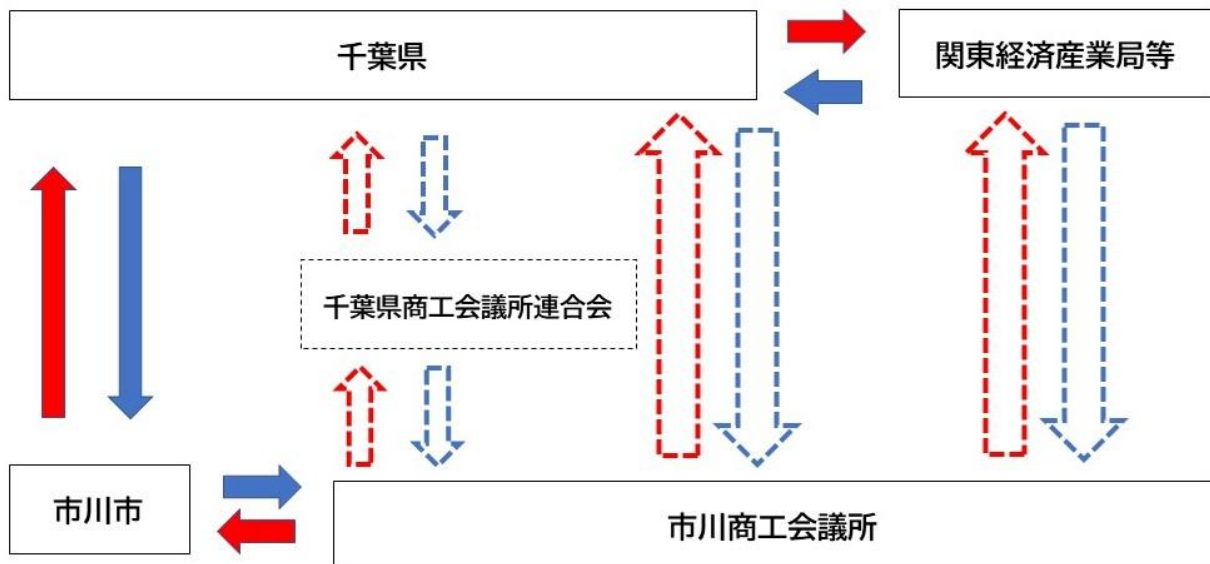 千葉県
関東経済産業局等
千葉県商工会議所連合会
市川市
市川商工会議所